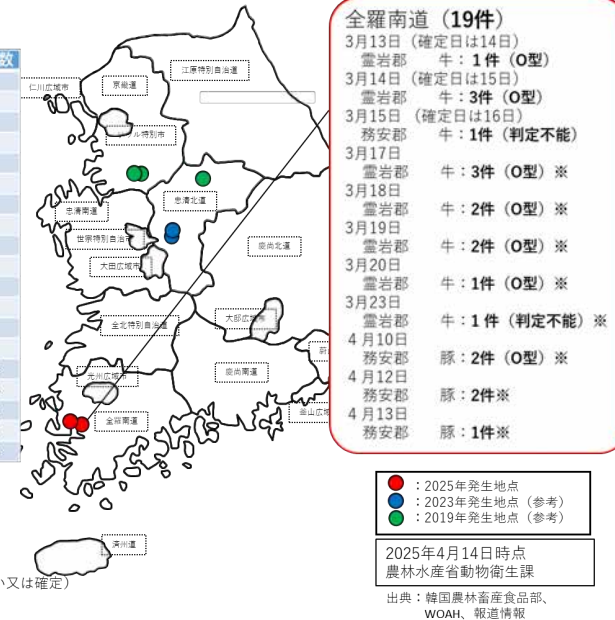 数
全羅南道（19件）
3月13日（確定日は14日）
霊岩郡　牛：1件（O型）
3月14日（確定日は15日）
霊岩郡　牛：3件（O型）
3月15日（確定日は16日）
務安郡　牛：1件（判定不能）
3月17日
霊岩郡　牛：3件（O型）※
3月18日
霊岩郡　牛：2件（O型）※
3月19日
霊岩郡　牛：2件（O型）※
3月20日
霊岩郡　牛：1件（O型）※
3月23日
霊岩郡　牛：1件（判定不能）※
4月10日
務安郡　豚：2件（O型）※
4月12日
務安郡　豚：2件※
4月13日
務安郡　豚：1件※
江原特別自治道
仁川広域市
京畿道
ソウル特別市
忠清北道
忠清南道
世宗特別自治市
慶尚北道
大田広域市
大邱広域市
全北特別自治道
慶尚南道
光州広域市
釜山広域
全羅南道
済州道
い又は確定）
：2025年発生地点
：2023年発生地点（参考）
：2019年発生地点（参考）
2025年4月14日時点
農林水産省動物衛生課
出典：韓国農林畜産食品部、
WOAH、報道情報